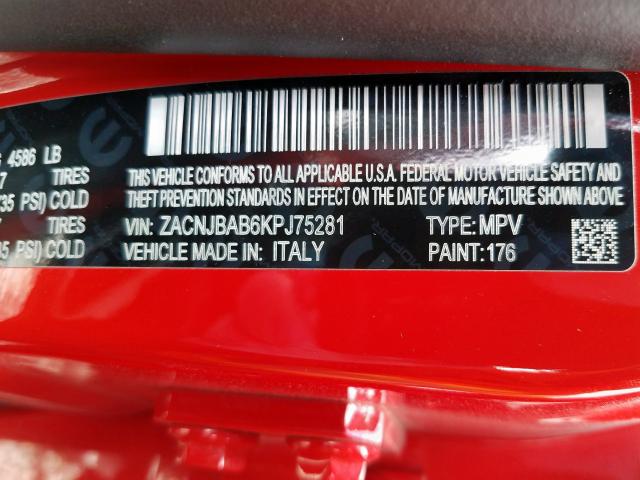 4586 LB
7 TIRES
35 PSI) COLD
TIRES
PSI) COLD
THIS VEHICLE CONFORMS TO ALL APPLICABLE U.S.A. FEDERAL MOTOR VEHICLE SAFETY AND
THEFT PREVENTION STANDARDS IN EFFECT ON THE DATE OF MANUFACTURE SHOWN ABOVE
VIN: ZACNJBAB6KPJ75281 TYPE: MPV
VEHICLE MADE IN: ITALY PAINT: 176